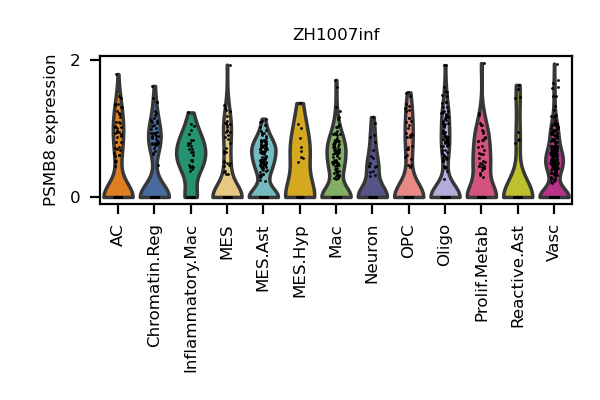 ZH1007inf
PSMB8 expression
2
0
AC
Chromatin.Reg
Inflammatory.Mac
MES
MES.Ast
MES.Hyp
Mac
Neuron
OPC
Oligo
Prolif.Metab
Reactive.Ast
Vasc